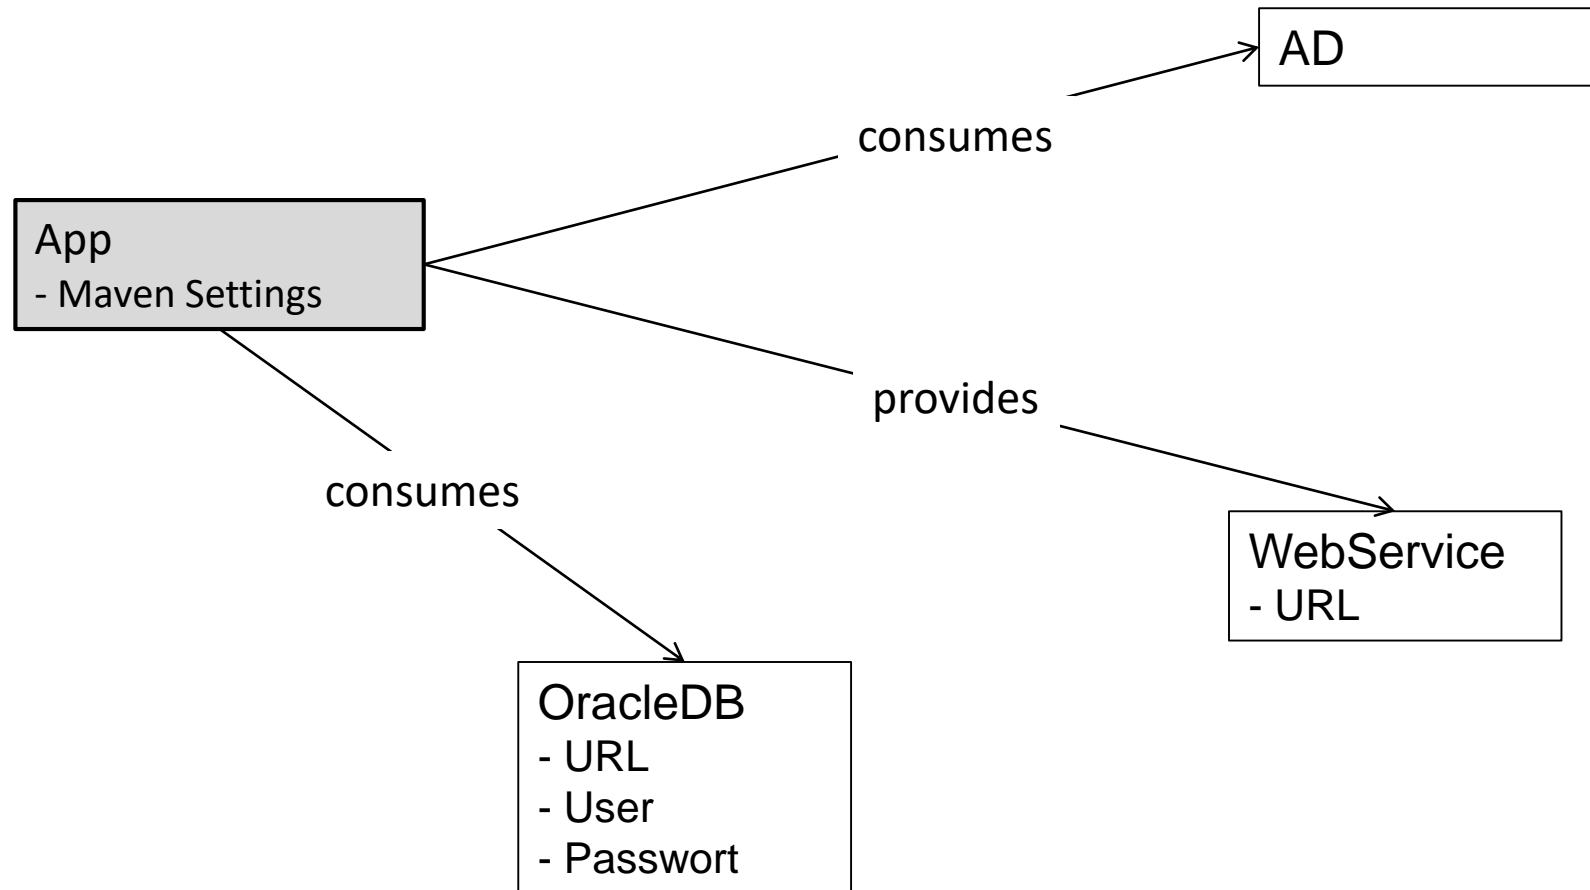 AD
consumes
App
- Maven Settings
provides
consumes
WebService
- URL
OracleDB
- URL
- User
- Passwort